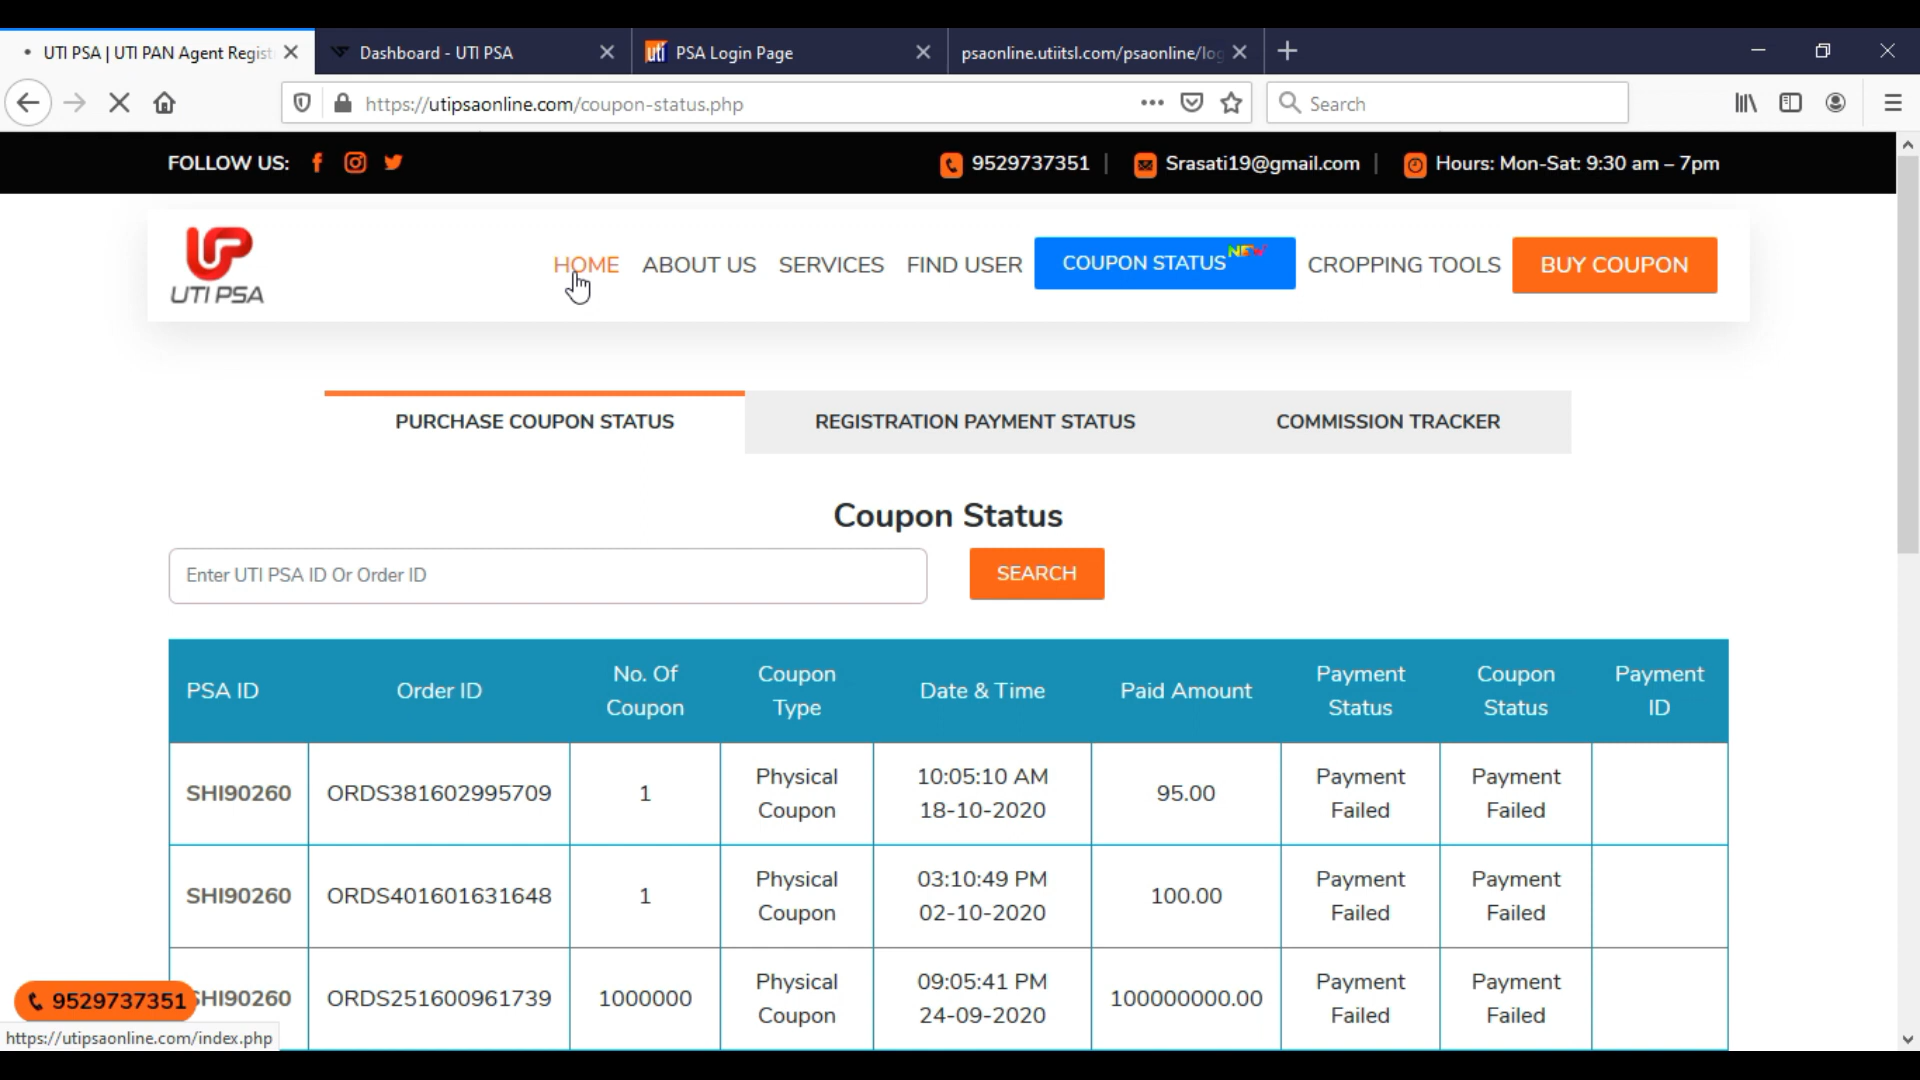 UTI PSA | UTI PAN Agent Regist
Dashboard - UTI PSA
uti PSA Login Page
psaonline.utiitsl.com/psaonline/log
https://utipsaonline.com/coupon-status.php
Search
FOLLOW US:
9529737351 |
Srasati19@gmail.com |
Hours: Mon-Sat: 9:30 am – 7pm
UP
UTI PSA
HOME ABOUT US SERVICES FIND USER COUPON STATUS NEW CROPPING TOOLS BUY COUPON
PURCHASE COUPON STATUS
REGISTRATION PAYMENT STATUS
COMMISSION TRACKER
Coupon Status
Enter UTI PSA ID Or Order ID
SEARCH
PSA ID
Order ID
No. Of
Coupon
Coupon
Type
Date & Time
Paid Amount
Payment
Status
Coupon
Status
Payment
ID
SHI90260
ORDS381602995709
1
Physical
Coupon
10:05:10 AM
18-10-2020
95.00
Payment
Failed
Payment
Failed
SHI90260
ORDS401601631648
1
Physical
Coupon
03:10:49 PM
02-10-2020
100.00
Payment
Failed
Payment
Failed
HI90260
ORDS251600961739
1000000
Physical
Coupon
09:05:41 PM
24-09-2020
100000000.00
Payment
Failed
Payment
Failed
9529737351
https://utipsaonline.com/index.php